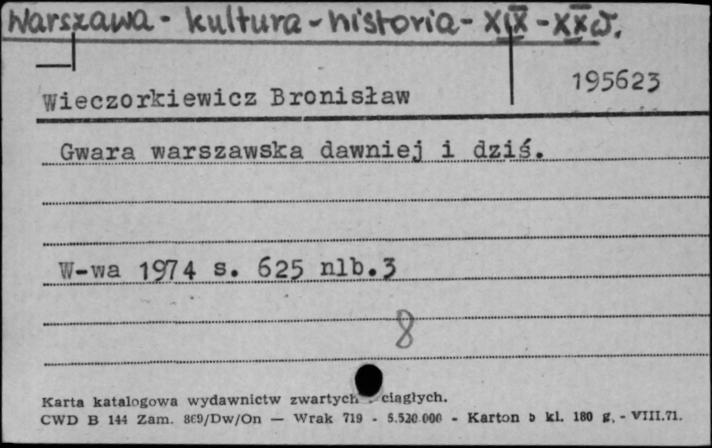 Warszawa - kultura - historia - XIX - XX w.
195623
Wieczorkiewicz Bronisław
Gwara warszawska dawniej i dziś.
W-wa 1974 s. 625 nlb.3
8
Karta katalogowa wydawnictw zwartych ciągłych.
CWD B 144 Zam. 869/Dw/On — Wrak 719 - 5.520.000 - Karton kl. 180 g. - VIII.71.